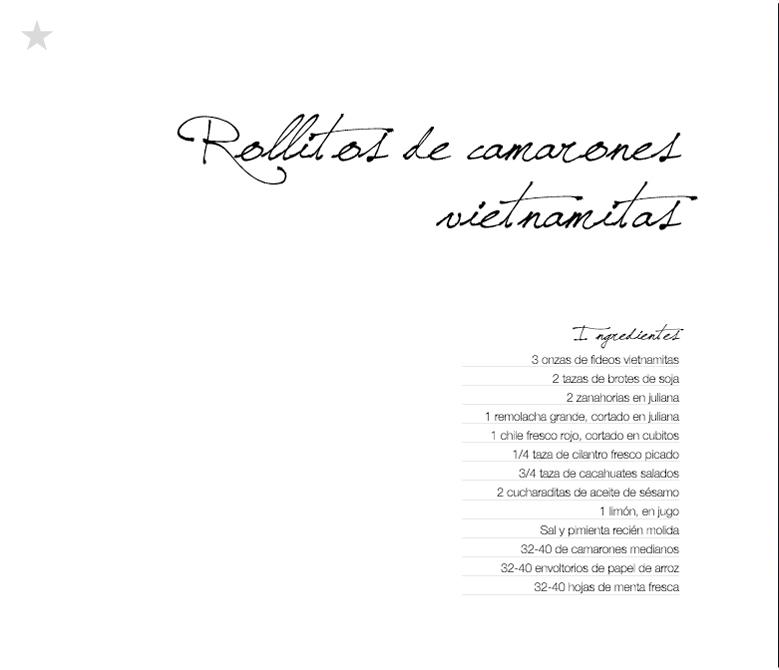 Rollitos de camarones
vietnamitas
Ingredientes
3 onzas de fideos vietnamitas
2 tazas de brotes de soja
2 zanahorias en juliana
1 remolacha grande, cortado en juliana
1 chile fresco rojo, cortado en cubitos
1/4 taza de cilantro fresco picado
3/4 taza de cacahuates salados
2 cucharaditas de aceite de sésamo
1 limón, en jugo
Sal y pimienta recién molida
32-40 de camarones medianos
32-40 envoltorios de papel de arroz
32-40 hojas de menta fresca